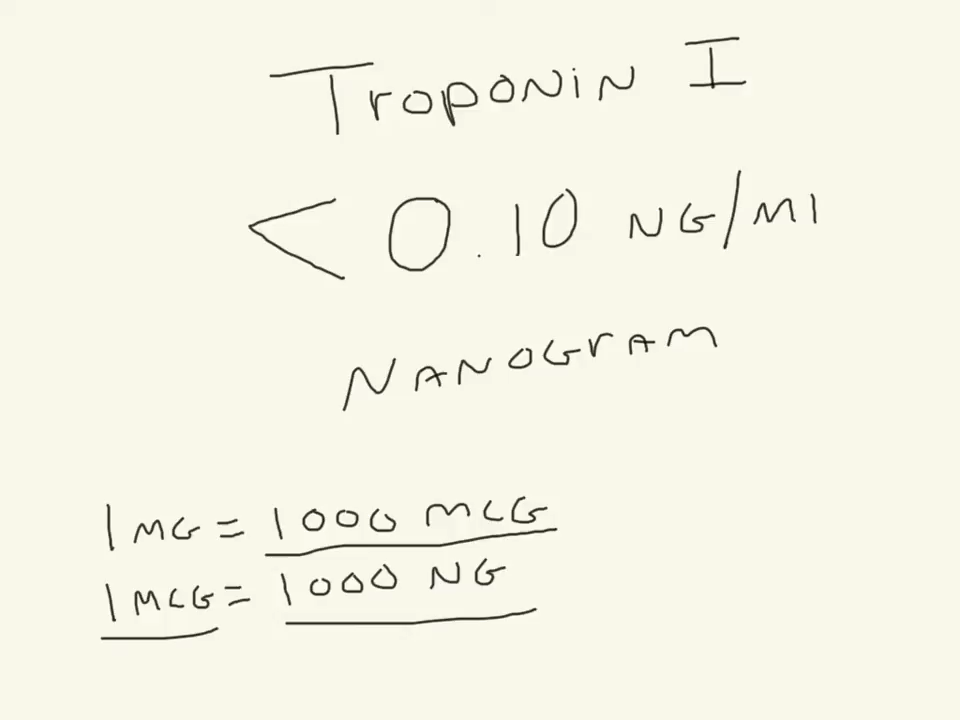 Troponin I
< 0.10 NG/Ml
NANOGrAM
1 MG = 1000 MCG
1 MCG = 1000 NG